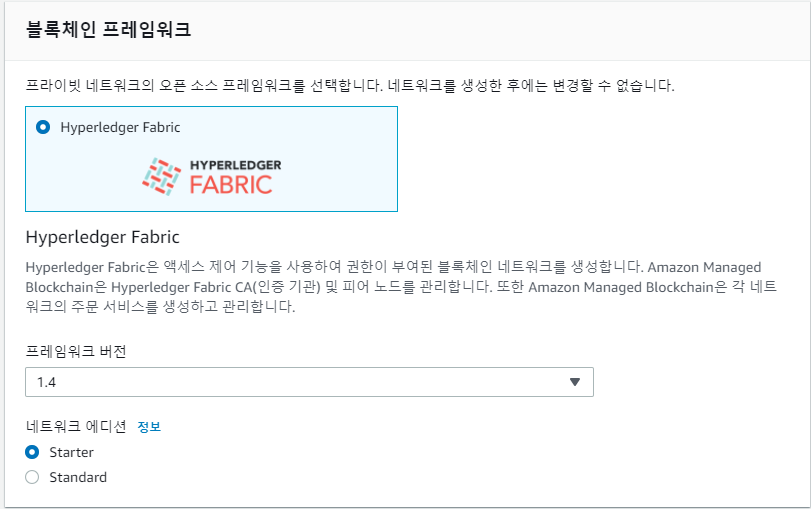 블록체인 프레임워크
프라이빗 네트워크의 오픈 소스 프레임워크를 선택합니다. 네트워크를 생성한 후에는 변경할 수 없습니다.
Hyperledger Fabric
HYPERLEDGER
FABRIC
Hyperledger Fabric
Hyperledger Fabric은 액세스 제어 기능을 사용하여 권한이 부여된 블록체인 네트워크를 생성합니다. Amazon Managed
Blockchain은 Hyperledger Fabric CA(인증 기관) 및 피어 노드를 관리합니다. 또한 Amazon Managed Blockchain은 각 네트
워크의 주문 서비스를 생성하고 관리합니다.
프레임워크 버전
1.4
네트워크 에디션 정보
Starter
Standard